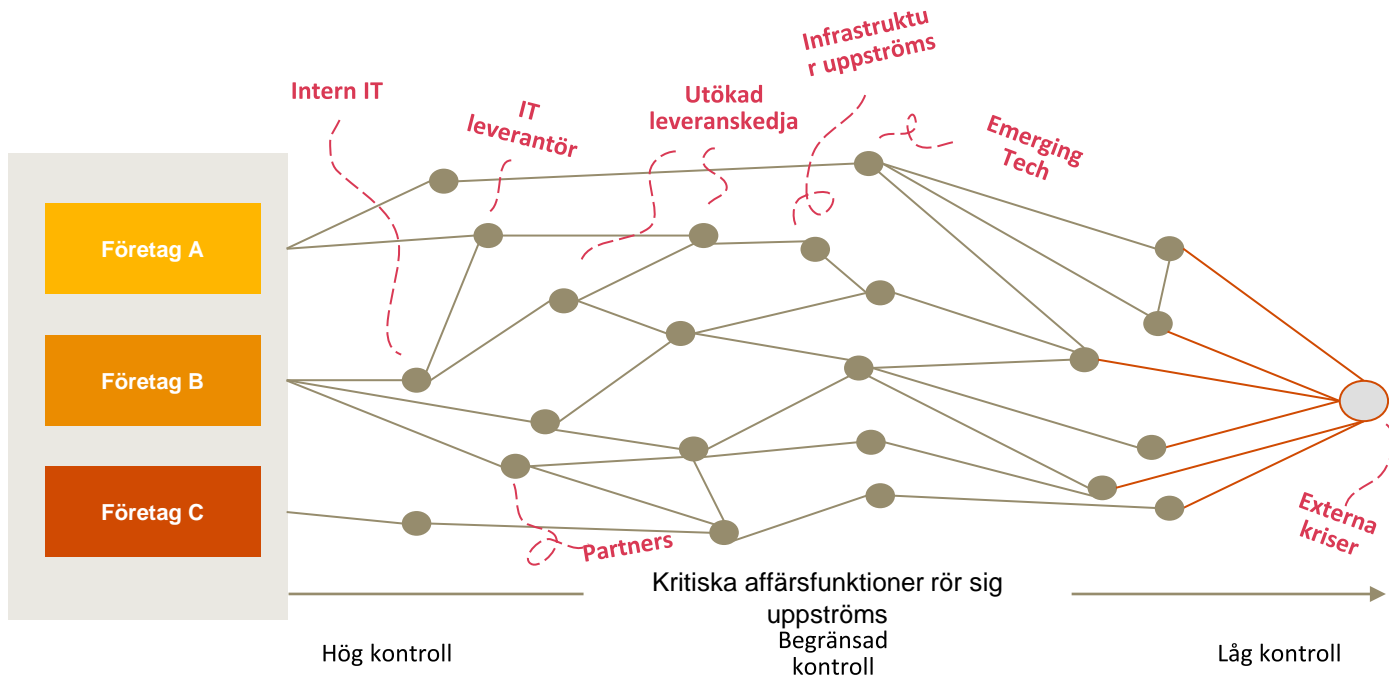 Infrastruktu
r uppströms
Intern IT
IT
leverantör
Utökad
leveranskedja
Emerging
Tech
Företag A
Företag B
Företag C
Partners
Externa
kriser
Kritiska affärsfunktioner rör sig
uppströms
Hög kontroll
Begränsad
kontroll
Låg kontroll